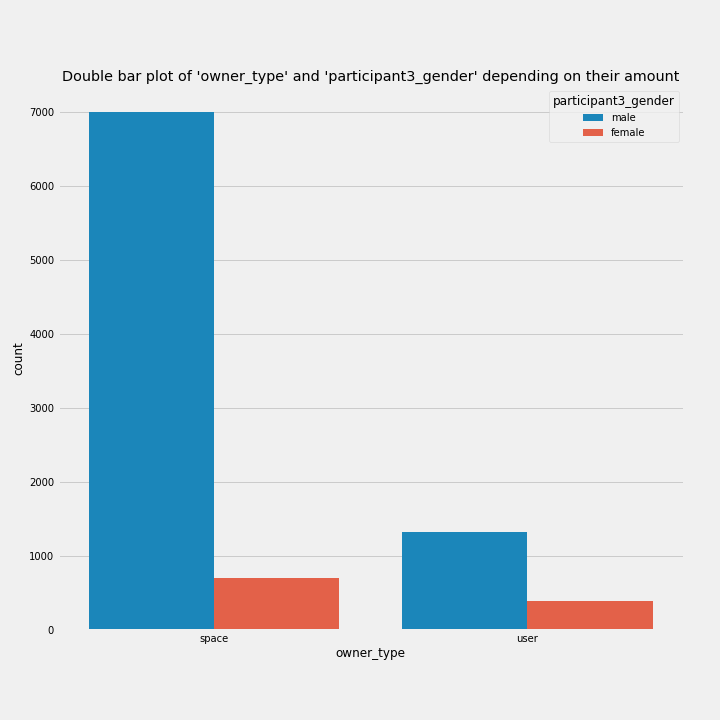 Double bar plot of 'owner_type' and 'participant3_gender' depending on their amount
participant3_gender
male
female
7000
6000
5000
4000
3000
2000
1000
0
count
space
user
owner_type